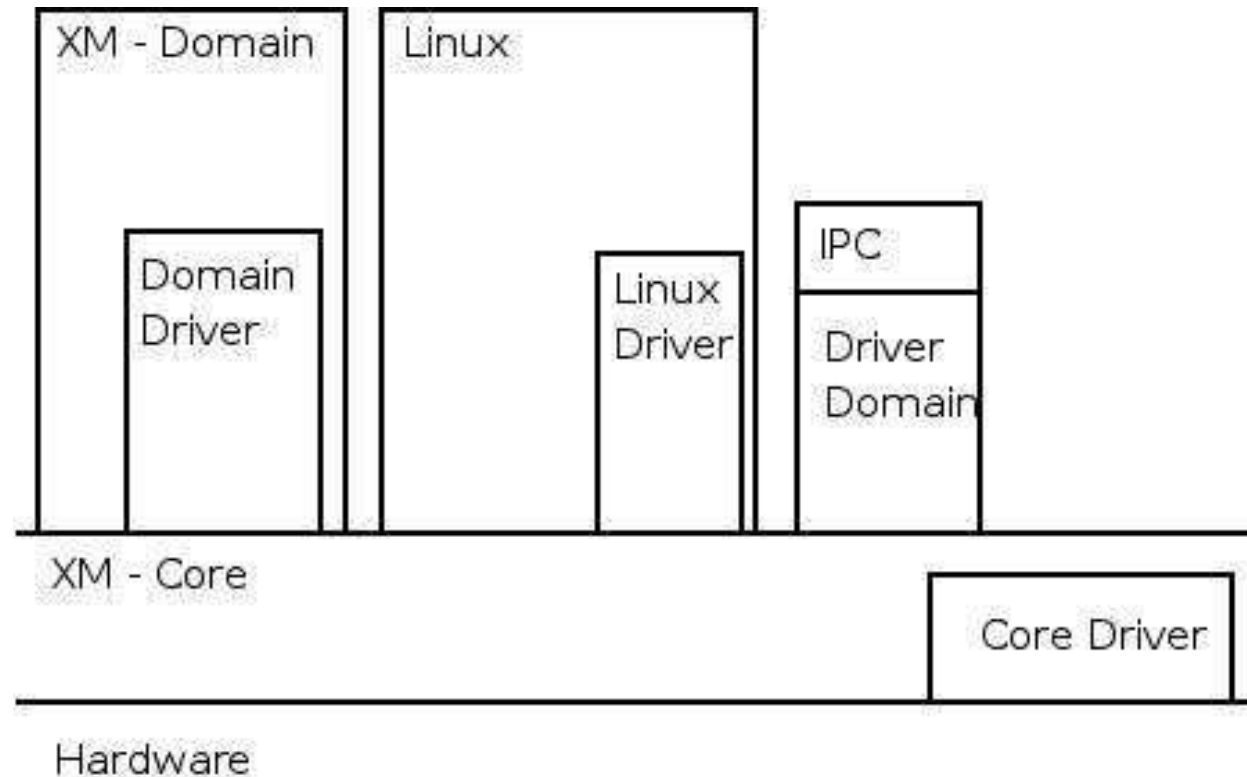 XM - Domain
Domain
Driver
Linux
Linux
Driver
IPC
Driver
Domain
XM - Core
Core Driver
Hardware